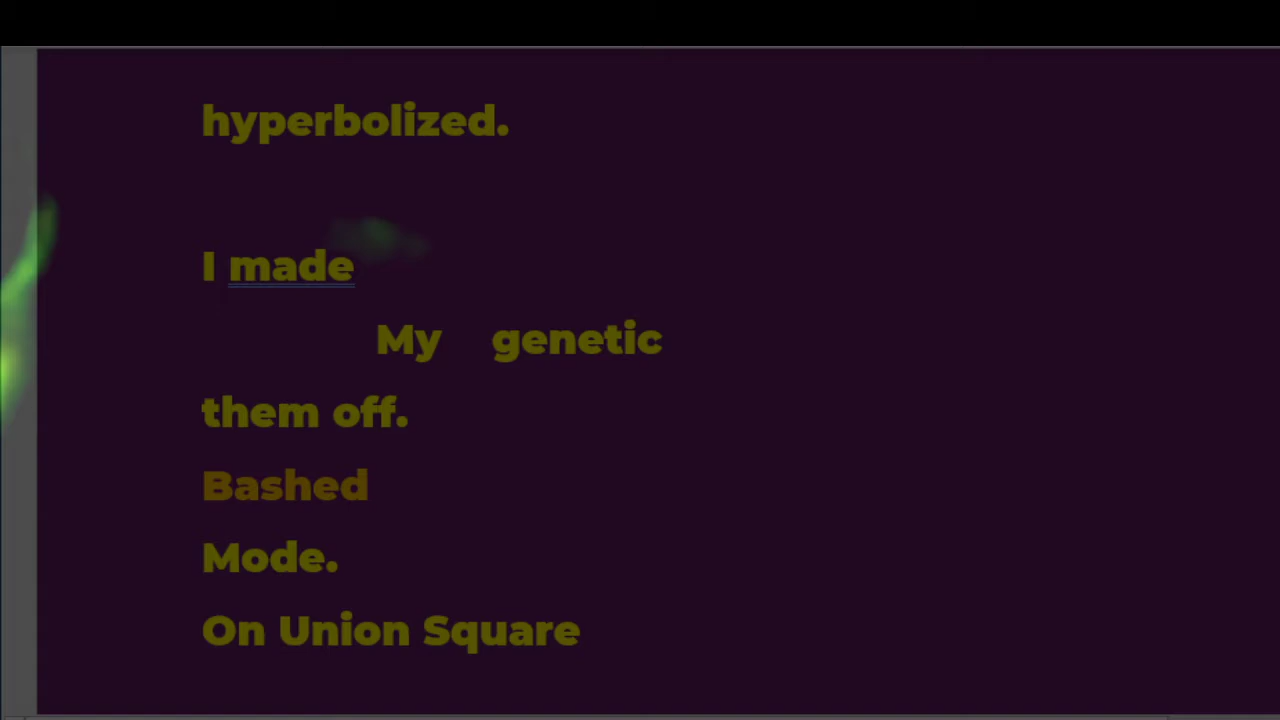 hyperbolized.
I made
My genetic
them off.
Bashed
Mode.
On Union Square